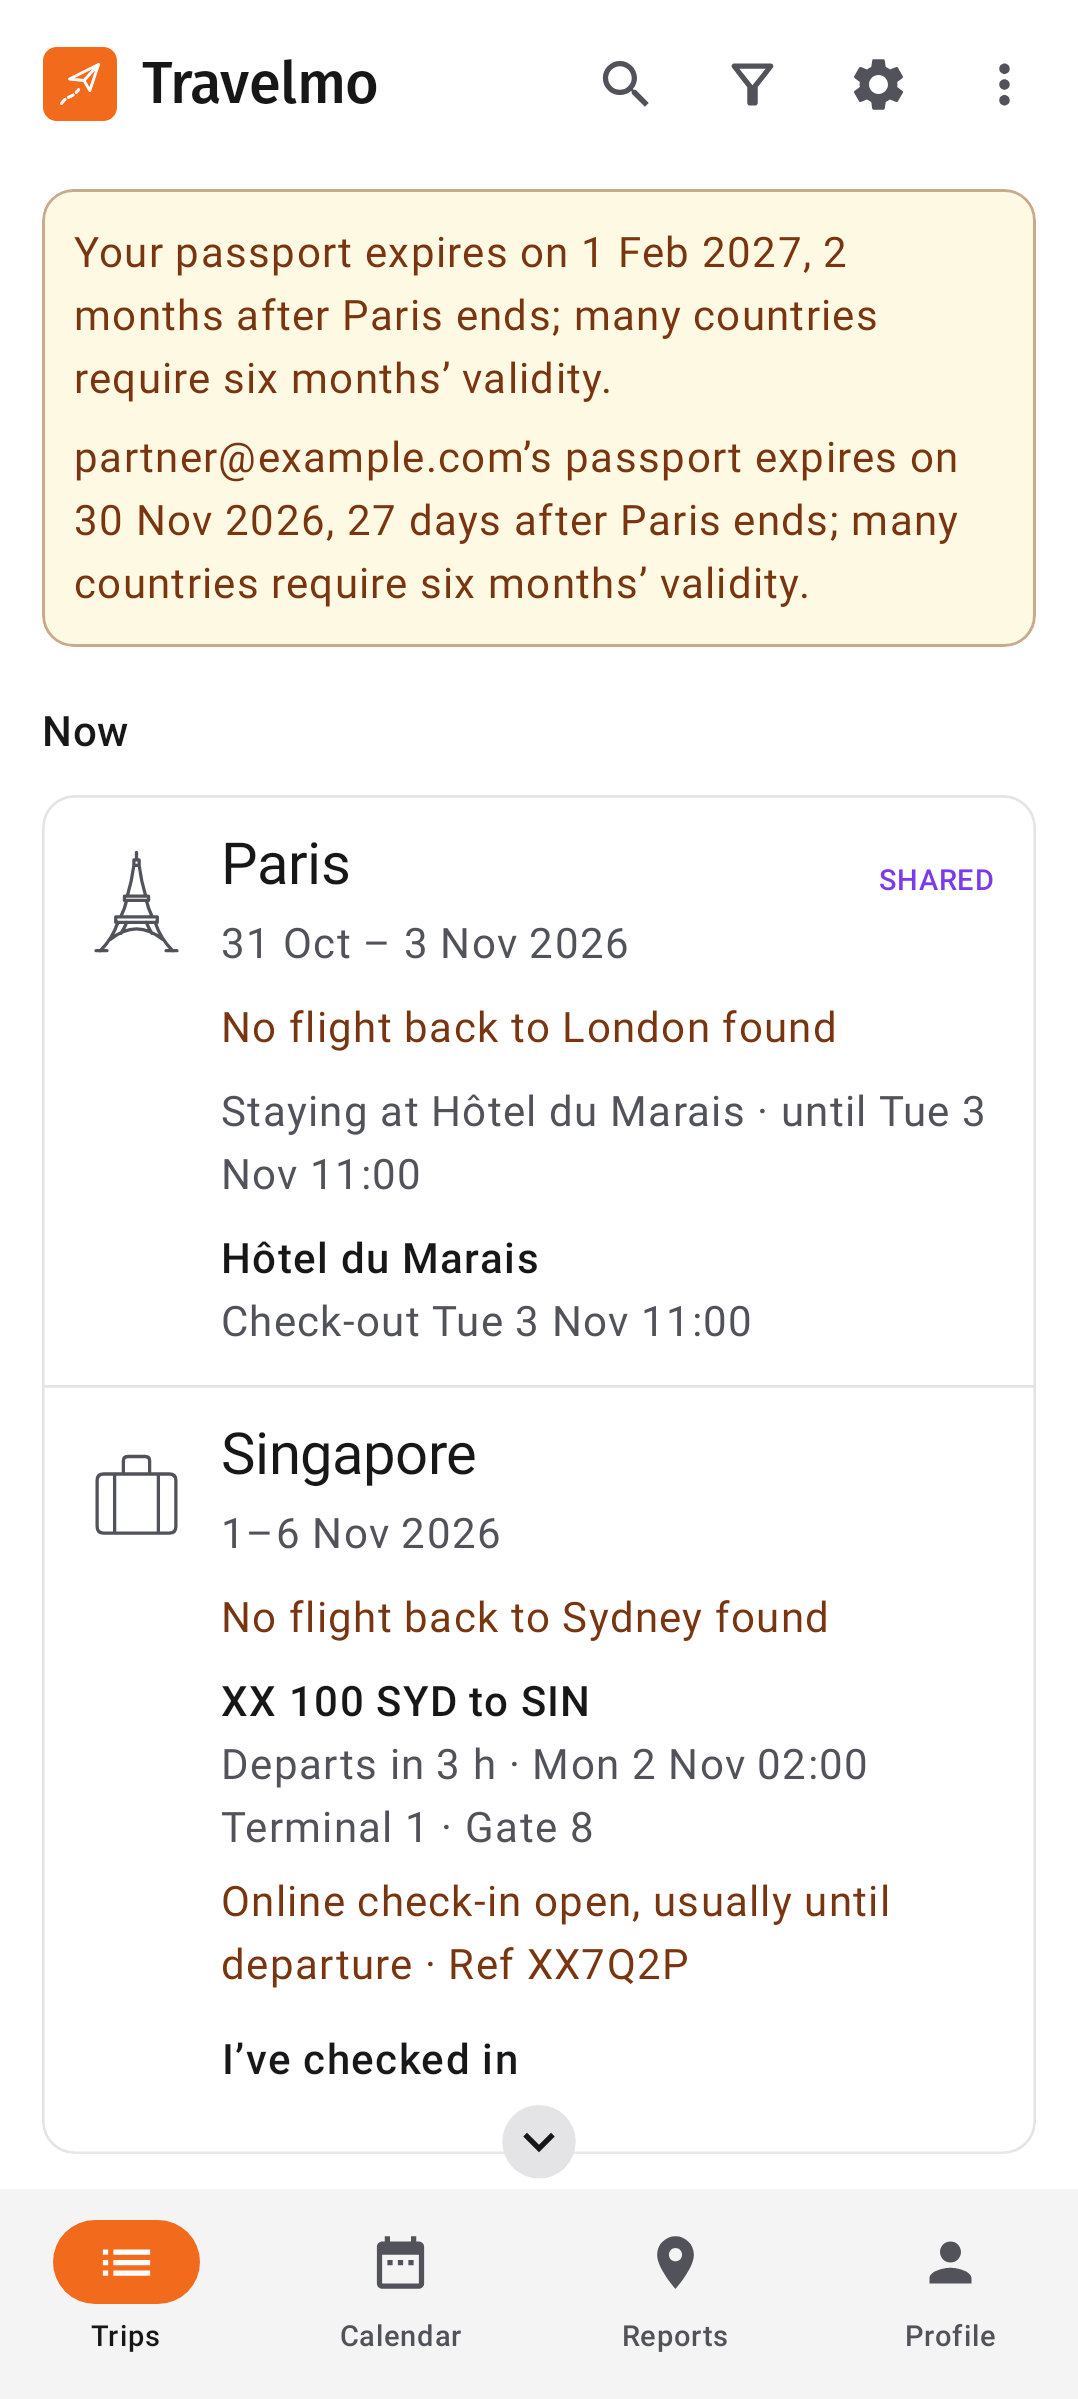 Travelmo
Your passport expires on 1 Feb 2027, 2
months after Paris ends; many countries
require six months’ validity.
partner@example.com’s passport expires on
30 Nov 2026, 27 days after Paris ends; many
countries require six months’ validity.
Now
Paris
SHARED
31 Oct – 3 Nov 2026
No flight back to London found
Staying at Hôtel du Marais · until Tue 3
Nov 11:00
Hôtel du Marais
Check-out Tue 3 Nov 11:00
Singapore
1–6 Nov 2026
No flight back to Sydney found
XX 100 SYD to SIN
Departs in 3 h · Mon 2 Nov 02:00
Terminal 1 · Gate 8
Online check-in open, usually until
departure · Ref XX7Q2P
I’ve checked in
Trips
Calendar
Reports
Profile